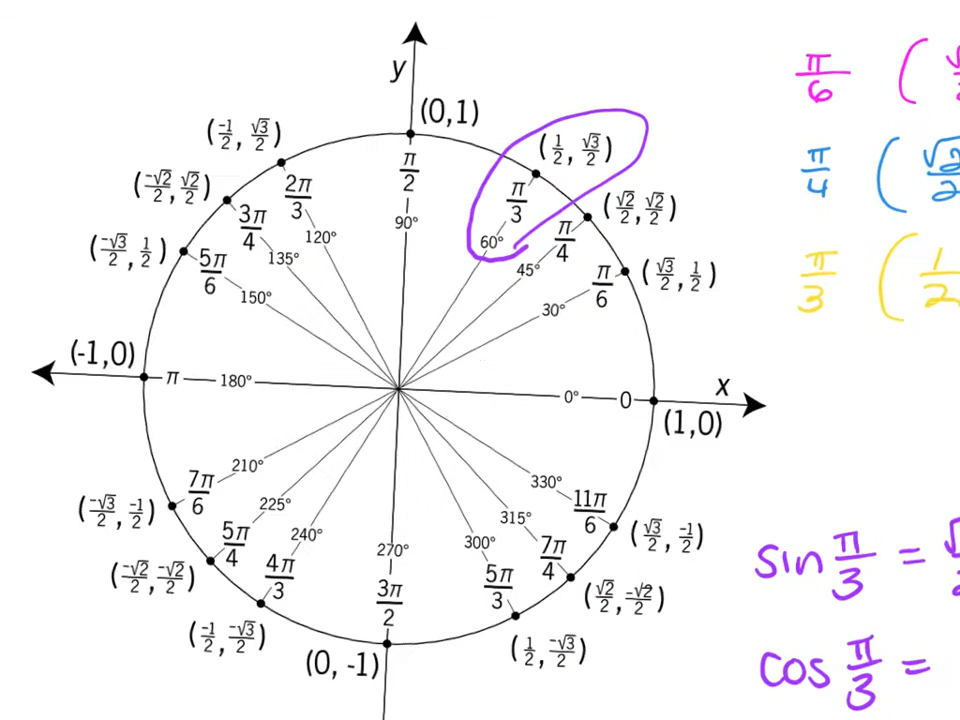 y
(0,1)
(-1/2, √3/2)
(1/2, √3/2)
π/2
2π/3
π/3
(-√2/2, √2/2)
(√2/2, √2/2)
3π/4
π/4
90°
120°
60°
(-√3/2, 1/2)
135°
45°
5π/6
π/6
(√3/2, 1/2)
150°
30°
(-1,0)
π
180°
0°
0
x
(1,0)
210°
330°
7π/6
11π/6
(-√3/2, -1/2)
225°
315°
(√3/2, -1/2)
240°
270°
300°
5π/4
7π/4
(-√2/2, -√2/2)
4π/3
3π/2
5π/3
(√2/2, -√2/2)
(-1/2, -√3/2)
(0, -1)
(1/2, -√3/2)
π/6 (
π/4 ( √2/2
π/3 ( 1/2
sin π/3 =
cos π/3 =